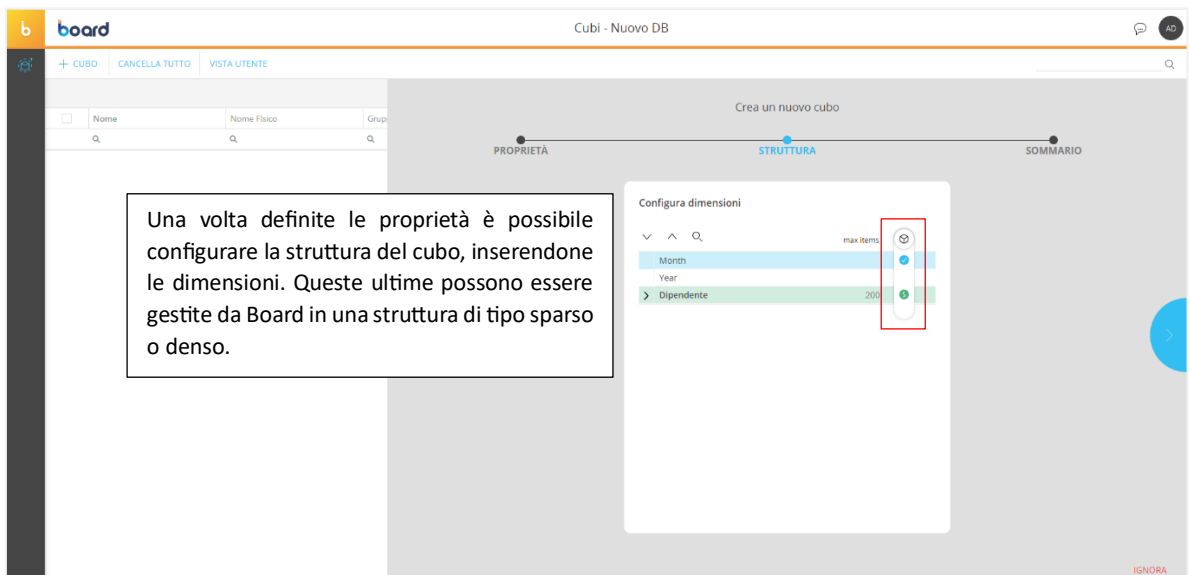 b
board
Cubi - Nuovo DB
AD
+ CUBO
CANCELLA TUTTO
VISTA UTENTE
Nome
Nome Fisico
Grup
Crea un nuovo cubo
PROPRIETÀ
STRUTTURA
SOMMARIO
Una volta definite le proprietà è possibile
configurare la struttura del cubo, inserendone
le dimensioni. Queste ultime possono essere
gestite da Board in una struttura di tipo sparso
o denso.
Configura dimensioni
max items
Month
Year
Dipendente
200
S
IGNORA